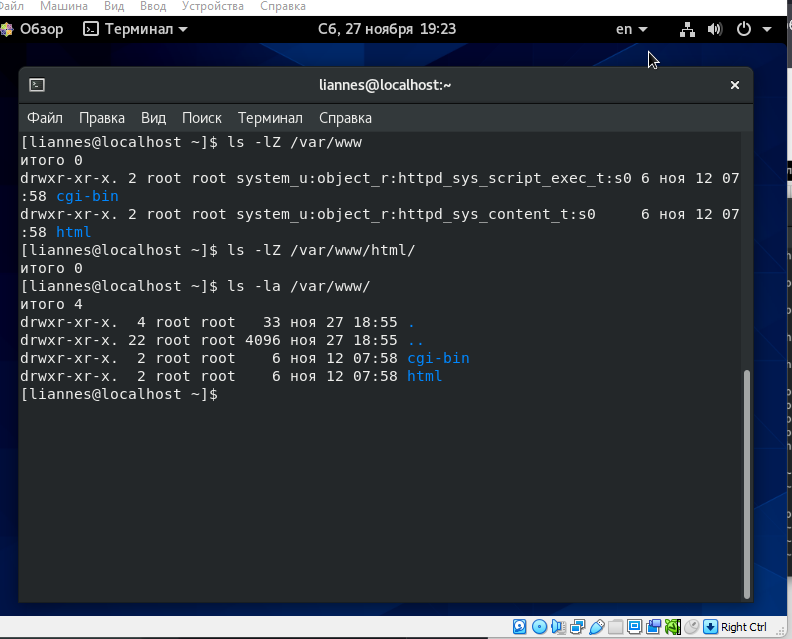 Файл Машина Вид Ввод Устройства Справка
Обзор Терминал Сб, 27 ноября 19:23 en
liannes@localhost:~
Файл Правка Вид Поиск Терминал Справка
[liannes@localhost ~]$ ls -lZ /var/www
итого 0
drwxr-xr-x. 2 root root system_u:object_r:httpd_sys_script_exec_t:s0 6 ноя 12 07
:58 cgi-bin
drwxr-xr-x. 2 root root system_u:object_r:httpd_sys_content_t:s0     6 ноя 12 07
:58 html
[liannes@localhost ~]$ ls -lZ /var/www/html/
итого 0
[liannes@localhost ~]$ ls -la /var/www/
итого 4
drwxr-xr-x.  4 root root   33 ноя 27 18:55 .
drwxr-xr-x. 22 root root 4096 ноя 27 18:55 ..
drwxr-xr-x.  2 root root    6 ноя 12 07:58 cgi-bin
drwxr-xr-x.  2 root root    6 ноя 12 07:58 html
[liannes@localhost ~]$
Right Ctrl